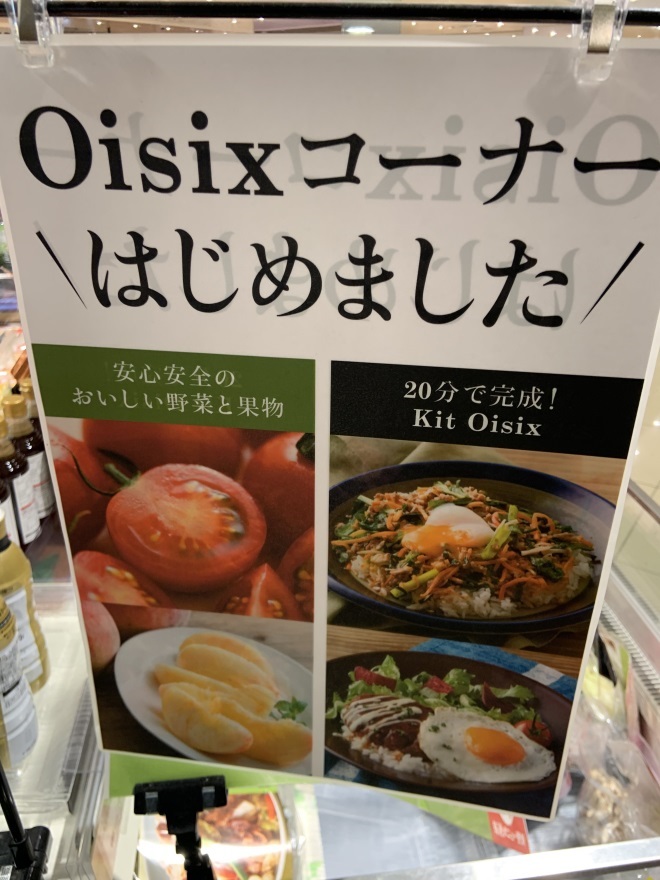 Oisixコーナー
\はじめました/
安心安全の
おいしい野菜と果物
20分で完成!
Kit Oisix